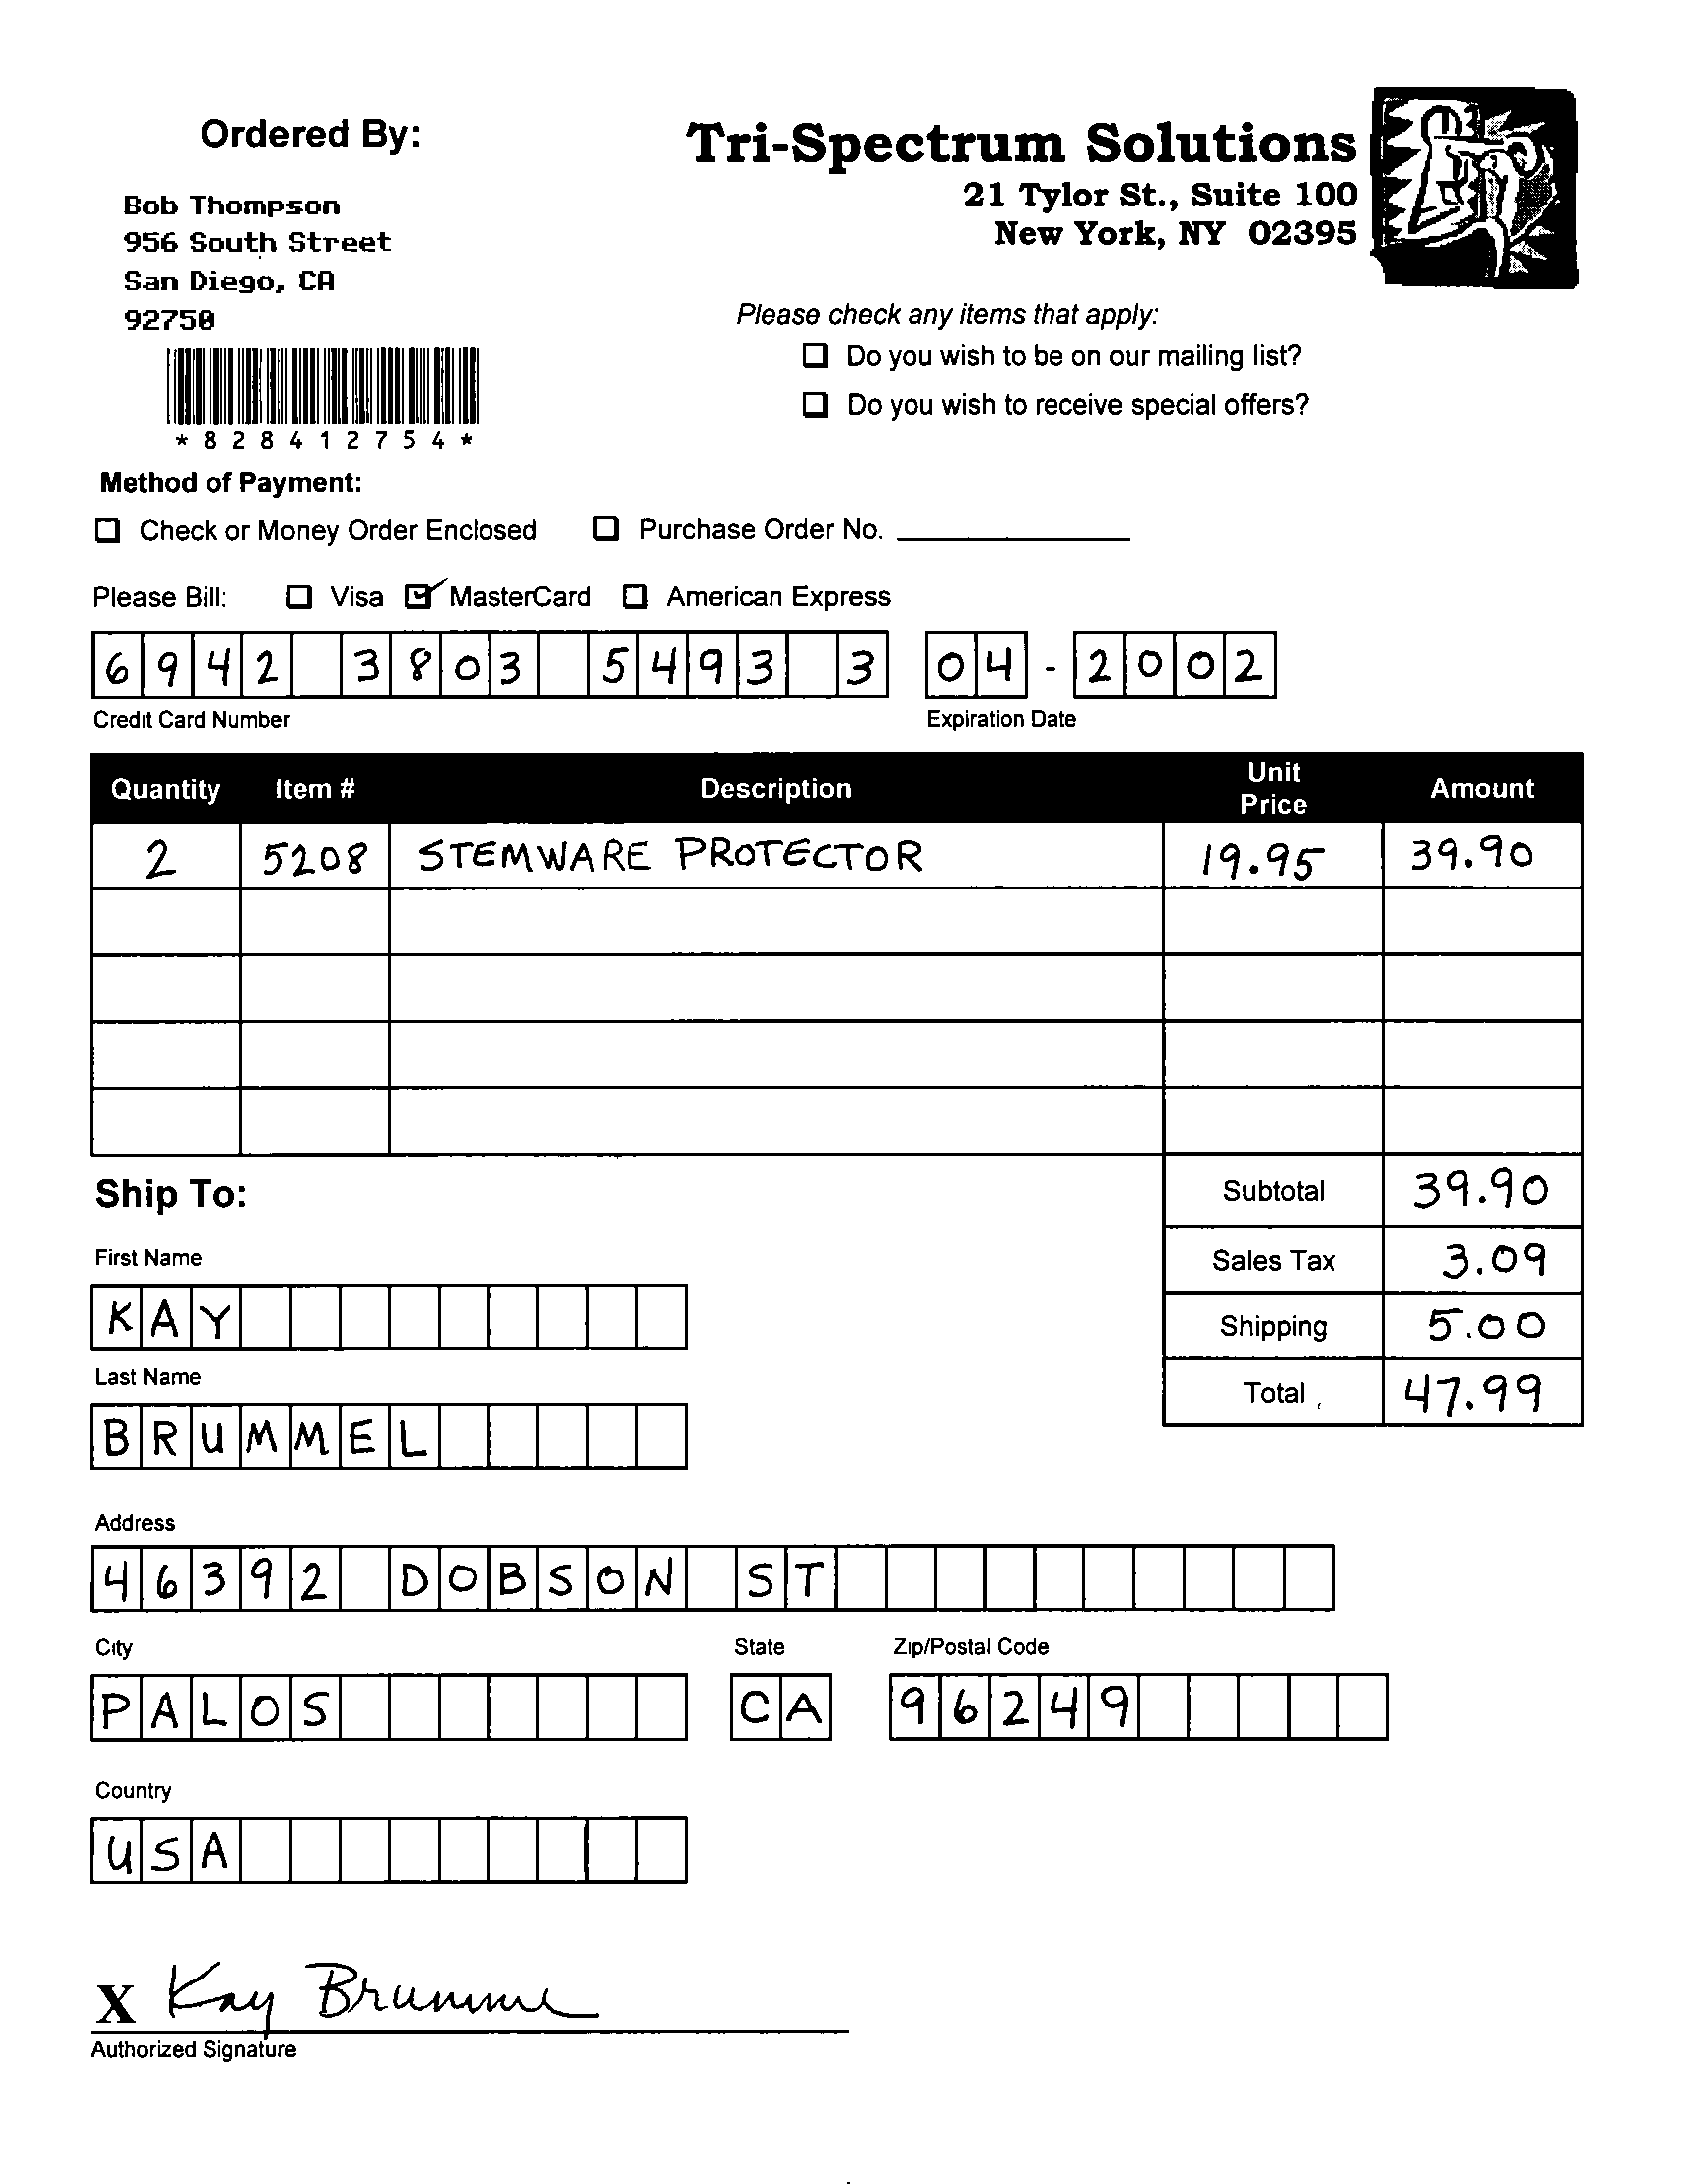 Ordered By:
Bob Thompson
956 South Street
San Diego, CA
92750
*828412754*
Tri-Spectrum Solutions
21 Tylor St., Suite 100
New York, NY 02395
Please check any items that apply:
Do you wish to be on our mailing list?
Do you wish to receive special offers?
Method of Payment:
Check or Money Order Enclosed Purchase Order No.
Please Bill: Visa MasterCard American Express
6942 3803 5493 3 04 - 2002
Credit Card Number Expiration Date
Quantity Item # Description Unit Price Amount
2 5208 STEMWARE PROTECTOR 19.95 39.90
Subtotal 39.90
Sales Tax 3.09
Shipping 5.00
Total 47.99
Ship To:
First Name
KAY
Last Name
BRUMMEL
Address
46392 DOBSON ST
City State Zip/Postal Code
PALOS CA 96249
Country
USA
X Kay Brummel
Authorized Signature